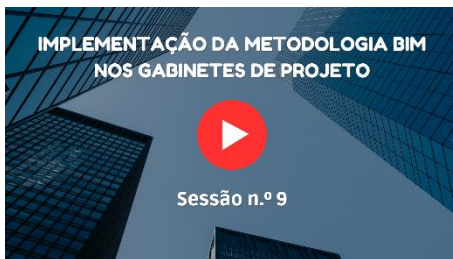 IMPLEMENTAÇÃO DA METODOLOGIA BIM
NOS GABINETES DE PROJETO
Sessão n.º 9